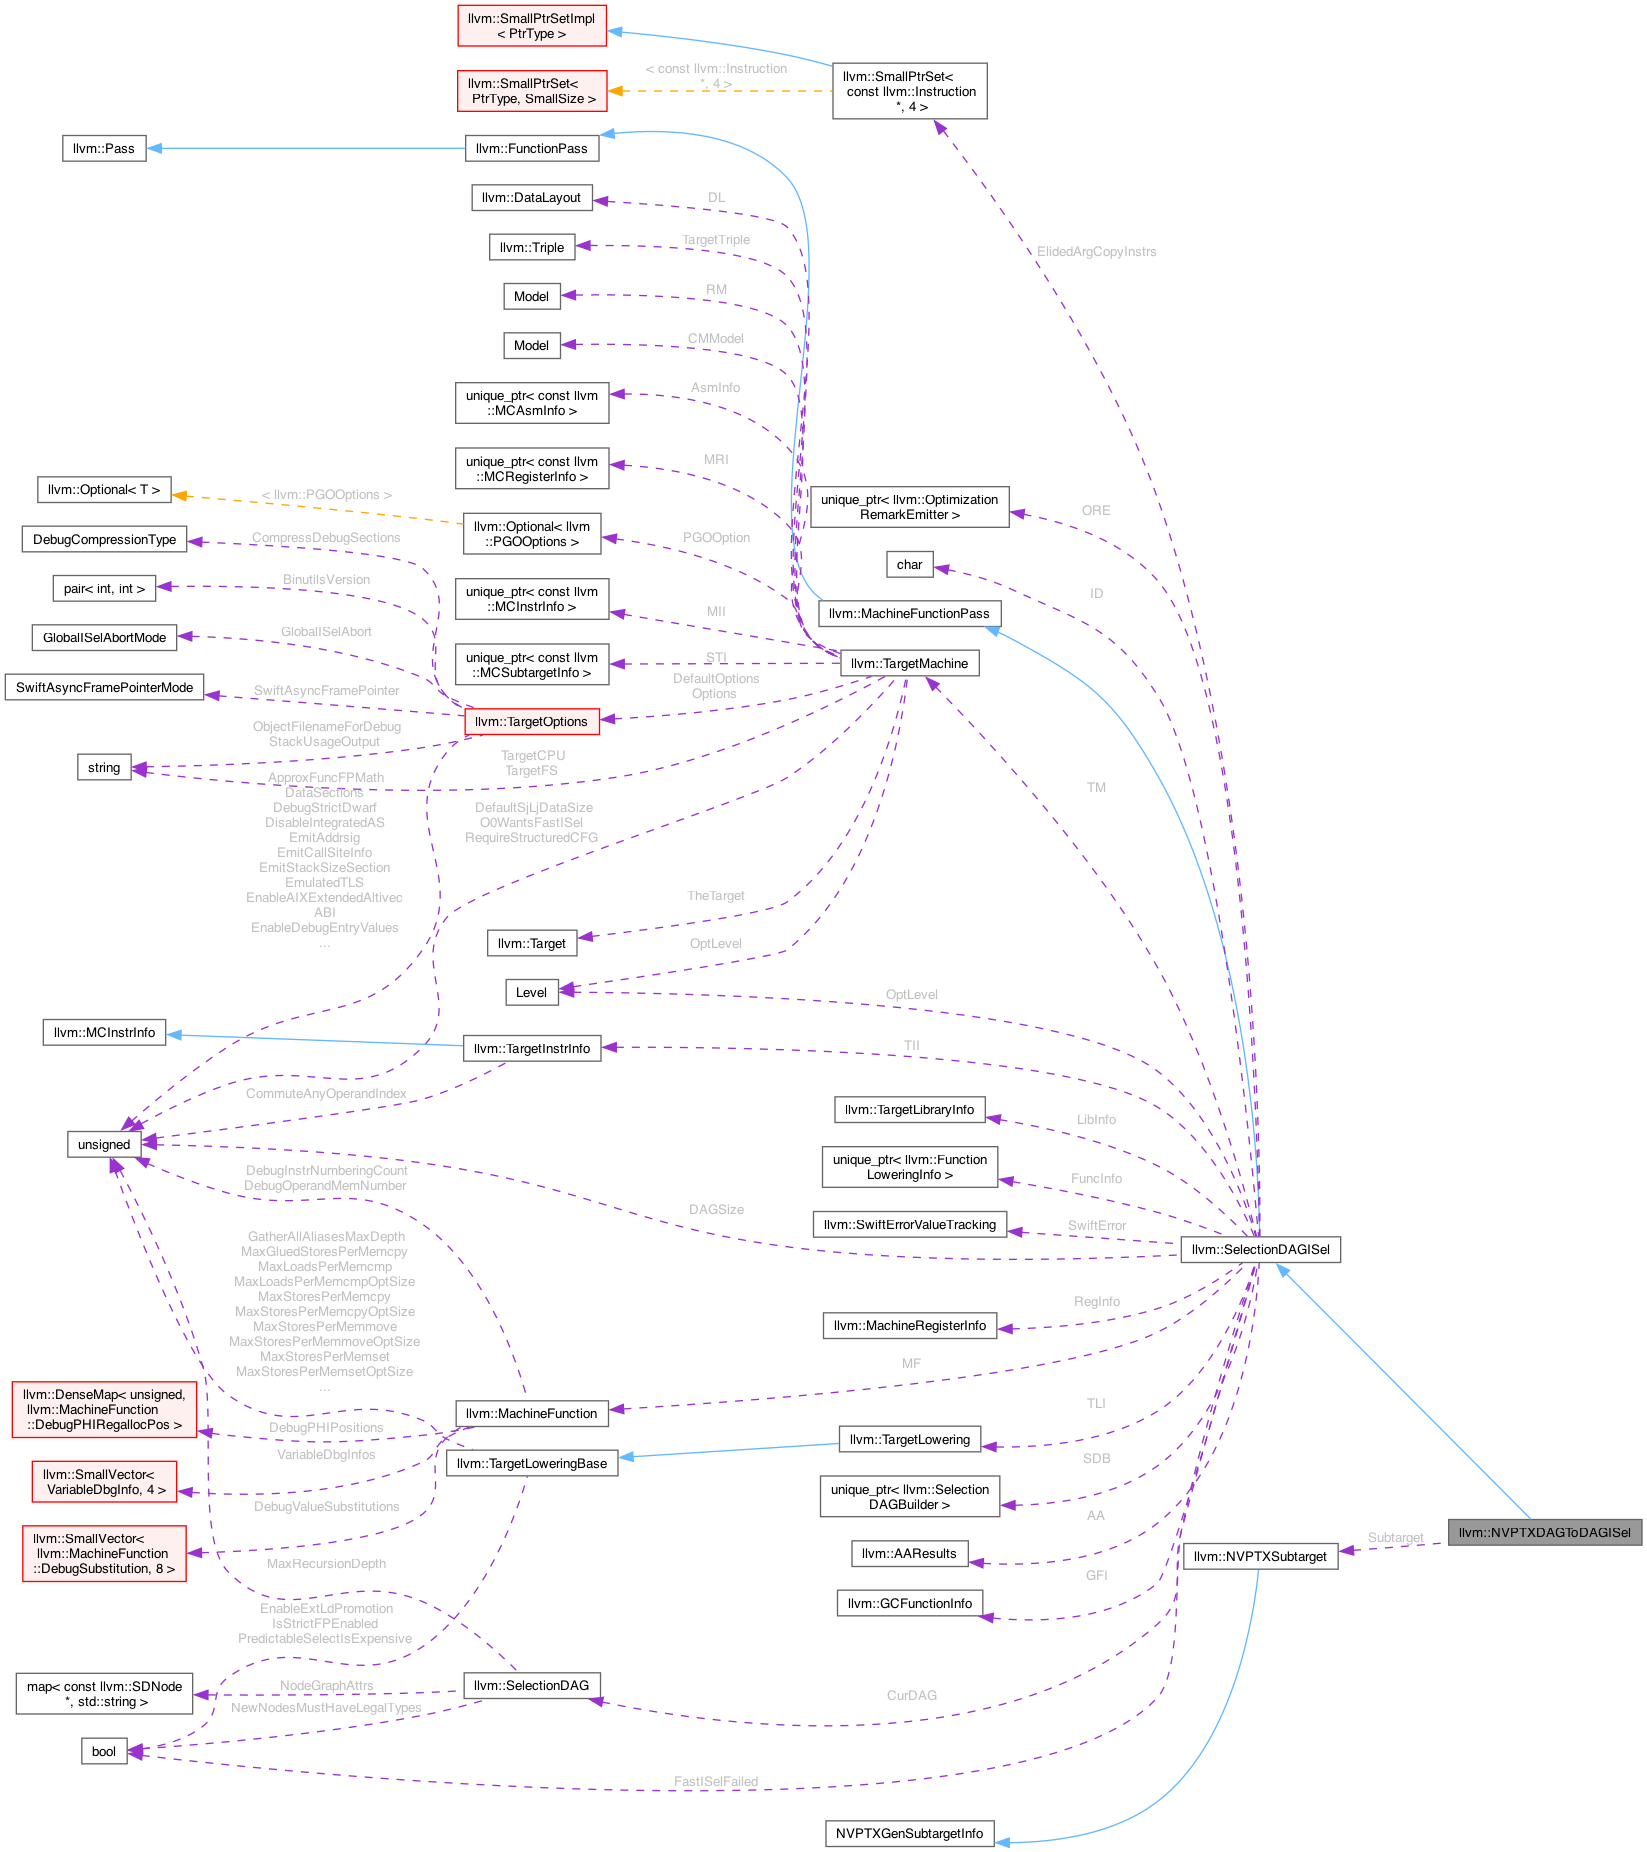 llvm::SmallPtrSetImpl
< PtrType >
llvm::SmallPtrSet<
const llvm::Instruction
*, 4 >
< const llvm::Instruction
*, 4 >
llvm::SmallPtrSet<
PtrType, SmallSize >
llvm::Pass
llvm::FunctionPass
llvm::DataLayout
DL
llvm::Triple
TargetTriple
ElidedArgCopyInstrs
Model
RM
Model
CMModel
unique_ptr< const llvm
::MCAsmInfo >
AsmInfo
unique_ptr< const llvm
::MCRegisterInfo >
MRI
llvm::Optional< T >
< llvm::PGOOptions >
unique_ptr< llvm::Optimization
RemarkEmitter >
ORE
llvm::Optional< llvm
::PGOOptions >
PGOOption
DebugCompressionType
CompressDebugSections
char
ID
pair< int, int >
BinutilsVersion
unique_ptr< const llvm
::MCInstrInfo >
MII
llvm::MachineFunctionPass
GlobalISelAbortMode
GlobalISelAbort
unique_ptr< const llvm
::MCSubtargetInfo >
STI
llvm::TargetMachine
SwiftAsyncFramePointerMode
SwiftAsyncFramePointer
DefaultOptions
Options
llvm::TargetOptions
ObjectFilenameForDebug
StackUsageOutput
string
TargetCPU
TargetFS
TM
ApproxFuncFPMath
DataSections
DebugStrictDwarf
DisableIntegratedAS
EmitAddrsig
EmitCallSiteInfo
EmitStackSizeSection
EmulatedTLS
EnableAIXExtendedAltivec
ABI
EnableDebugEntryValues
...
DefaultSjLjDataSize
O0WantsFastISel
RequireStructuredCFG
TheTarget
llvm::Target
OptLevel
Level
OptLevel
llvm::MCInstrInfo
llvm::TargetInstrInfo
TII
CommuteAnyOperandIndex
llvm::TargetLibraryInfo
LibInfo
unsigned
unique_ptr< llvm::Function
LoweringInfo >
FuncInfo
DebugInstrNumberingCount
DebugOperandMemNumber
DAGSize
llvm::SwiftErrorValueTracking
SwiftError
llvm::SelectionDAGISel
GatherAllAliasesMaxDepth
MaxGluedStoresPerMemcpy
MaxLoadsPerMemcmp
MaxLoadsPerMemcmpOptSize
MaxStoresPerMemcpy
MaxStoresPerMemcpyOptSize
MaxStoresPerMemmove
MaxStoresPerMemmoveOptSize
MaxStoresPerMemset
MaxStoresPerMemsetOptSize
...
RegInfo
llvm::MachineRegisterInfo
MF
llvm::DenseMap< unsigned,
llvm::MachineFunction
::DebugPHIRegallocPos >
llvm::MachineFunction
DebugPHIPositions
TLI
llvm::TargetLowering
VariableDbgInfos
llvm::TargetLoweringBase
SDB
llvm::SmallVector<
VariableDbgInfo, 4 >
unique_ptr< llvm::Selection
DAGBuilder >
DebugValueSubstitutions
AA
llvm::SmallVector<
llvm::MachineFunction
::DebugSubstitution, 8 >
llvm::NVPTXDAGToDAGISel
Subtarget
llvm::AAResults
llvm::NVPTXSubtarget
MaxRecursionDepth
GFI
llvm::GCFunctionInfo
EnableExtLdPromotion
IsStrictFPEnabled
PredictableSelectIsExpensive
map< const llvm::SDNode
*, std::string >
NodeGraphAttrs
llvm::SelectionDAG
CurDAG
NewNodesMustHaveLegalTypes
bool
FastISelFailed
NVPTXGenSubtargetInfo